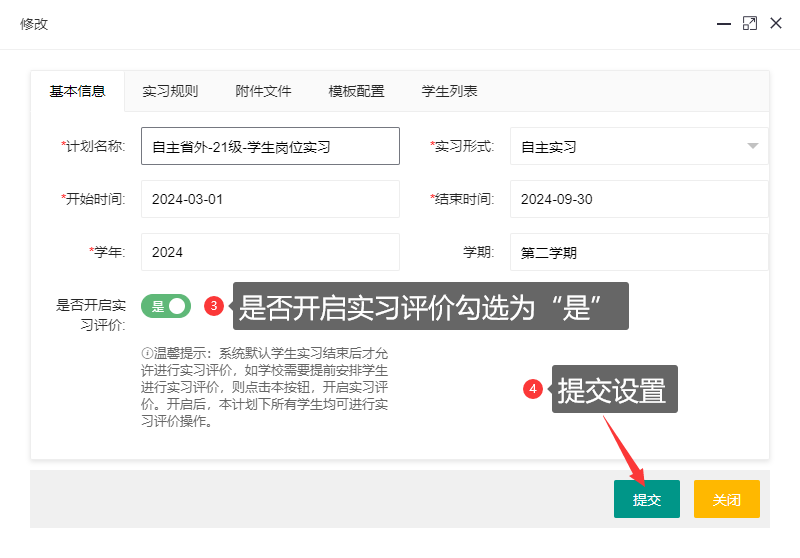 修改
基本信息 实习规则 附件文件 模板配置 学生列表
*计划名称: 自主省外-21级-学生岗位实习 *实习形式: 自主实习
*开始时间: 2024-03-01 *结束时间: 2024-09-30
*学年: 2024 学期: 第二学期
是否开启实
习评价:
是
3 是否开启实习评价勾选为“是”
温馨提示：系统默认学生实习结束后才允
许进行实习评价，如学校需要提前安排学生
进行实习评价，则点击本按钮，开启实习评
价。开启后，本计划下所有学生均可进行实
习评价操作。
4 提交设置
提交 关闭